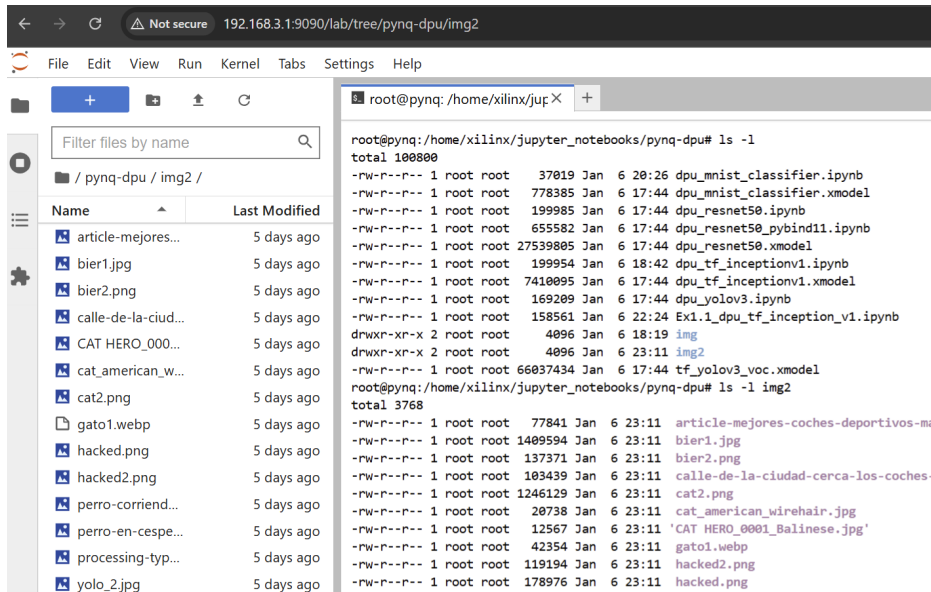 Not secure 192.168.3.1:9090/lab/tree/pynq-dpu/img2
File Edit View Run Kernel Tabs Settings Help
+
root@pynq: /home/xilinx/jup × +
Filter files by name
/ pynq-dpu / img2 /
Name Last Modified
article-mejores... 5 days ago
bier1.jpg 5 days ago
bier2.png 5 days ago
calle-de-la-ciud... 5 days ago
CAT HERO_000... 5 days ago
cat_american_w... 5 days ago
cat2.png 5 days ago
gato1.webp 5 days ago
hacked.png 5 days ago
hacked2.png 5 days ago
perro-corriend... 5 days ago
perro-en-cespe... 5 days ago
processing-typ... 5 days ago
yolo_2.jpg 5 days ago
root@pynq:/home/xilinx/jupyter_notebooks/pynq-dpu# ls -l
total 100800
-rw-r--r-- 1 root root 37019 Jan 6 20:26 dpu_mnist_classifier.ipynb
-rw-r--r-- 1 root root 778385 Jan 6 17:44 dpu_mnist_classifier.xmodel
-rw-r--r-- 1 root root 199985 Jan 6 17:44 dpu_resnet50.ipynb
-rw-r--r-- 1 root root 655582 Jan 6 17:44 dpu_resnet50_pybind11.ipynb
-rw-r--r-- 1 root root 27539805 Jan 6 17:44 dpu_resnet50.xmodel
-rw-r--r-- 1 root root 199954 Jan 6 18:42 dpu_tf_inceptionv1.ipynb
-rw-r--r-- 1 root root 7410095 Jan 6 17:44 dpu_tf_inceptionv1.xmodel
-rw-r--r-- 1 root root 169209 Jan 6 17:44 dpu_yolov3.ipynb
-rw-r--r-- 1 root root 158561 Jan 6 22:24 Ex1.1_dpu_tf_inception_v1.ipynb
drwxr-xr-x 2 root root 4096 Jan 6 18:19 img
drwxr-xr-x 2 root root 4096 Jan 6 23:11 img2
-rw-r--r-- 1 root root 66037434 Jan 6 17:44 tf_yolov3_voc.xmodel
root@pynq:/home/xilinx/jupyter_notebooks/pynq-dpu# ls -l img2
total 3768
-rw-r--r-- 1 root root 77841 Jan 6 23:11 article-mejores-coches-deportivos-ma
-rw-r--r-- 1 root root 1409594 Jan 6 23:11 bier1.jpg
-rw-r--r-- 1 root root 137371 Jan 6 23:11 bier2.png
-rw-r--r-- 1 root root 103439 Jan 6 23:11 calle-de-la-ciudad-cerca-los-coches-
-rw-r--r-- 1 root root 1246129 Jan 6 23:11 cat2.png
-rw-r--r-- 1 root root 20738 Jan 6 23:11 cat_american_wirehair.jpg
-rw-r--r-- 1 root root 12567 Jan 6 23:11 'CAT HERO_0001_Balinese.jpg'
-rw-r--r-- 1 root root 42354 Jan 6 23:11 gato1.webp
-rw-r--r-- 1 root root 119194 Jan 6 23:11 hacked2.png
-rw-r--r-- 1 root root 178976 Jan 6 23:11 hacked.png